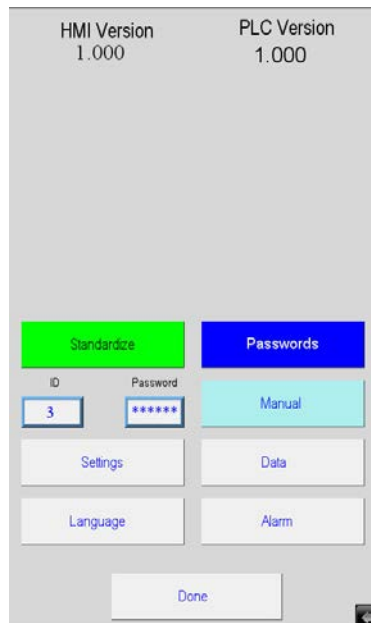 HMI Version PLC Version
1.000 1.000
Standardize Passwords
ID Password Manual
3 ******
Settings Data
Language Alarm
Done